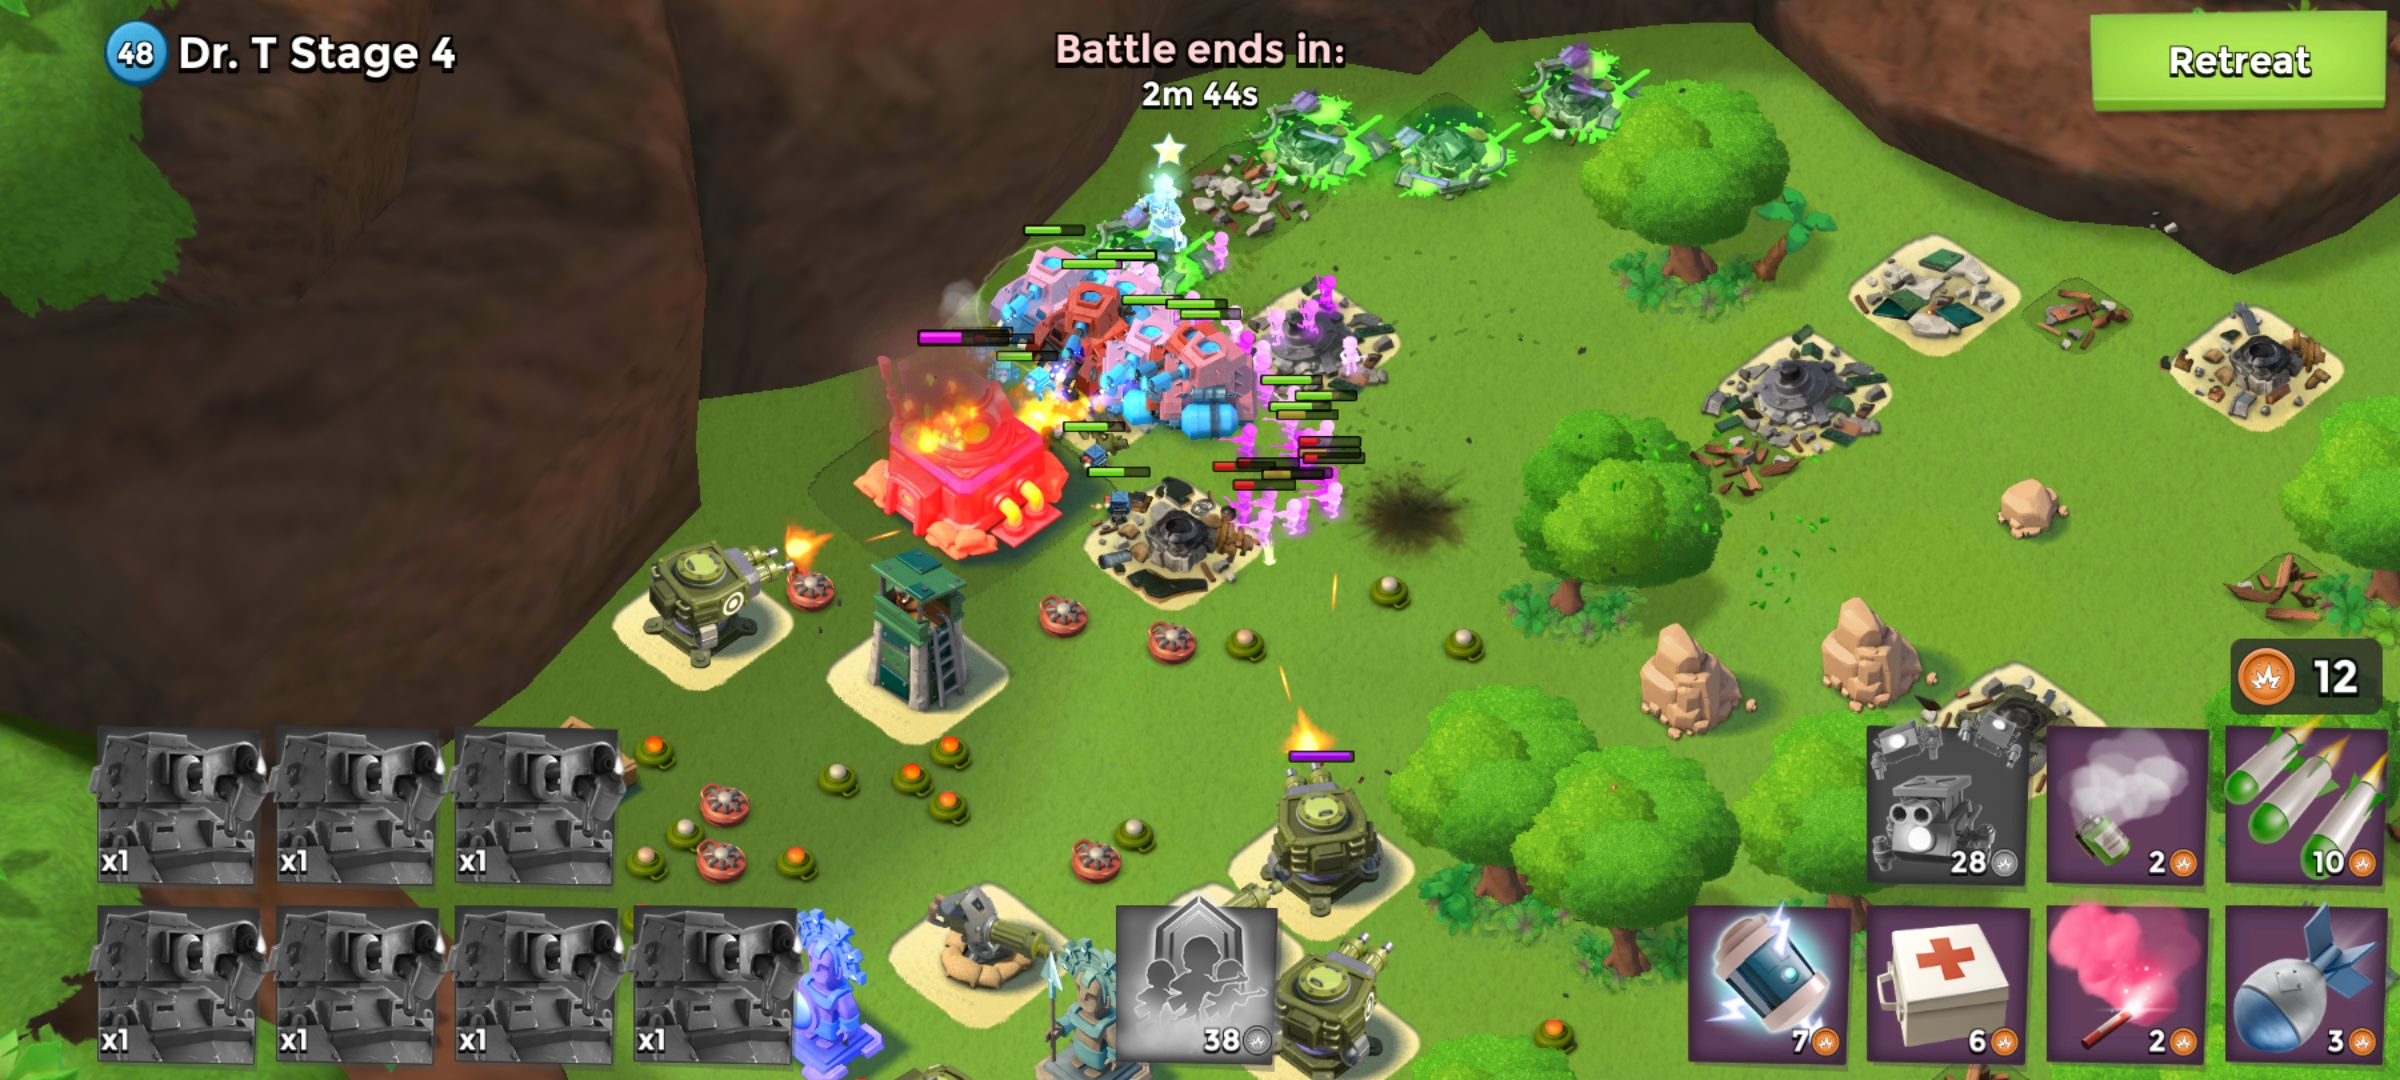 48 Dr. T Stage 4
Battle ends in:
2m 44s
Retreat
12
x1 x1 x1
28 2 10
x1 x1 x1 x1
38
7 6 2 3